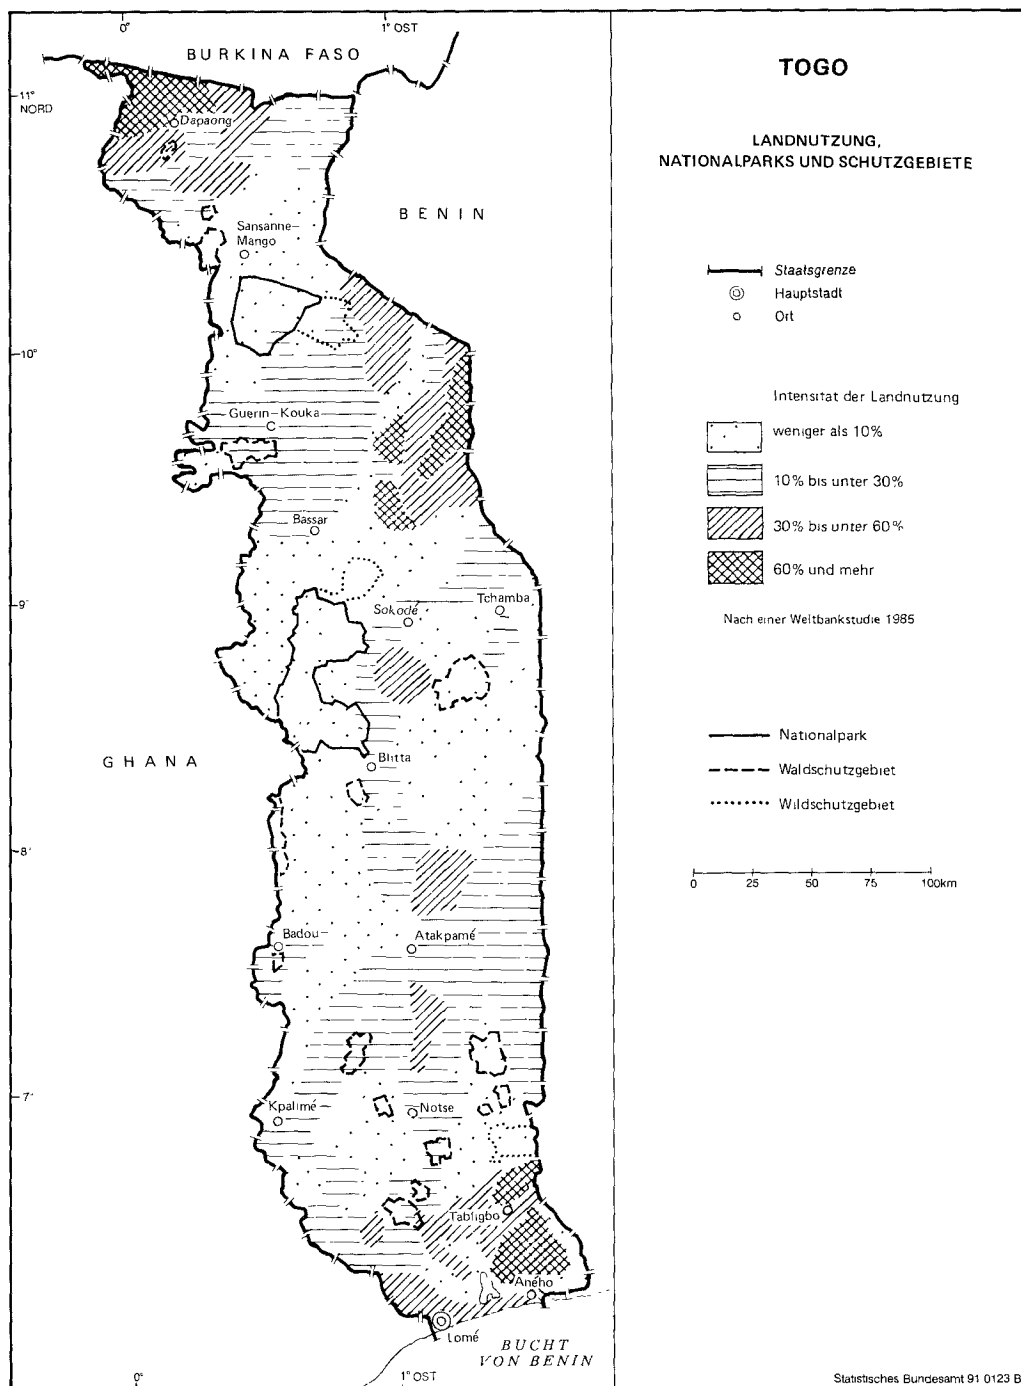 0°
1° OST
BURKINA FASO
11°
NORD
Dapaong
BENIN
Sansanne-
Mango
10°
Guerin-Kouka
Bassar
9°
Sokodé
Tchamba
GHANA
Blitta
8°
Badou
Atakpamé
7°
Kpalimé
Notse
Tabligbo
Aného
Lomé
BUCHT
VON BENIN
0°
1° OST
TOGO
LANDNUTZUNG,
NATIONALPARKS UND SCHUTZGEBIETE
Staatsgrenze
Hauptstadt
Ort
Intensitat der Landnutzung
weniger als 10%
10% bis unter 30%
30% bis unter 60%
60% und mehr
Nach einer Weltbankstudie 1985
Nationalpark
Waldschutzgebiet
Wildschutzgebiet
0 25 50 75 100km
Statistisches Bundesamt 91 0123 B